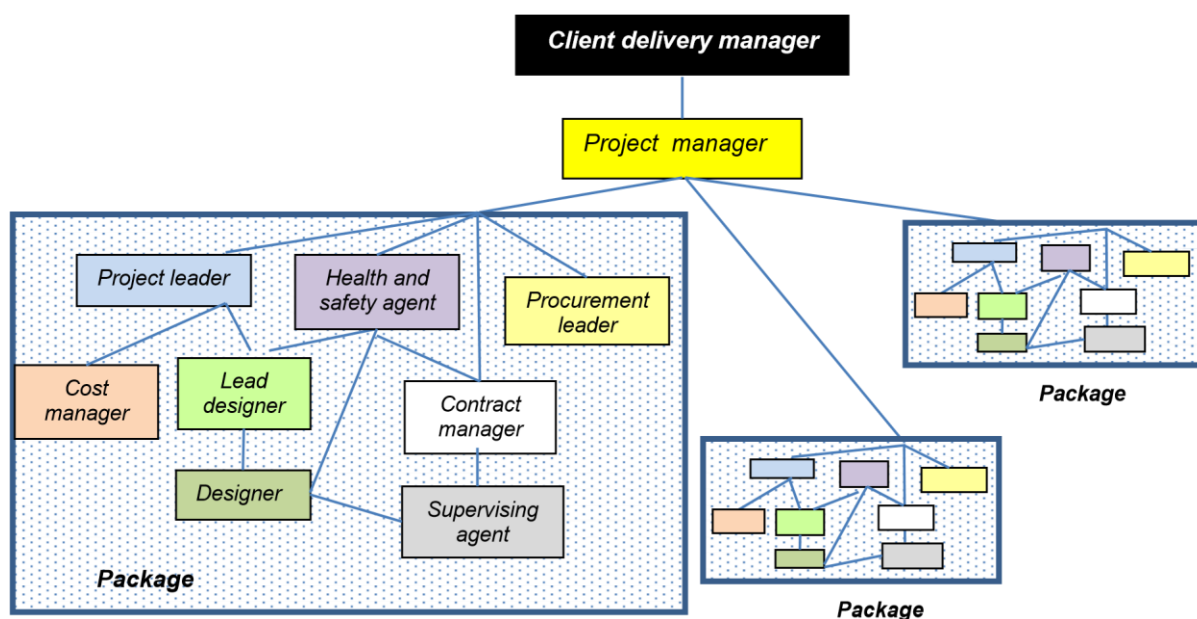 Client delivery manager
Project manager
Project leader
Health and
safety agent
Procurement
leader
Cost
manager
Lead
designer
Contract
manager
Designer
Supervising
agent
Package
Package
Package